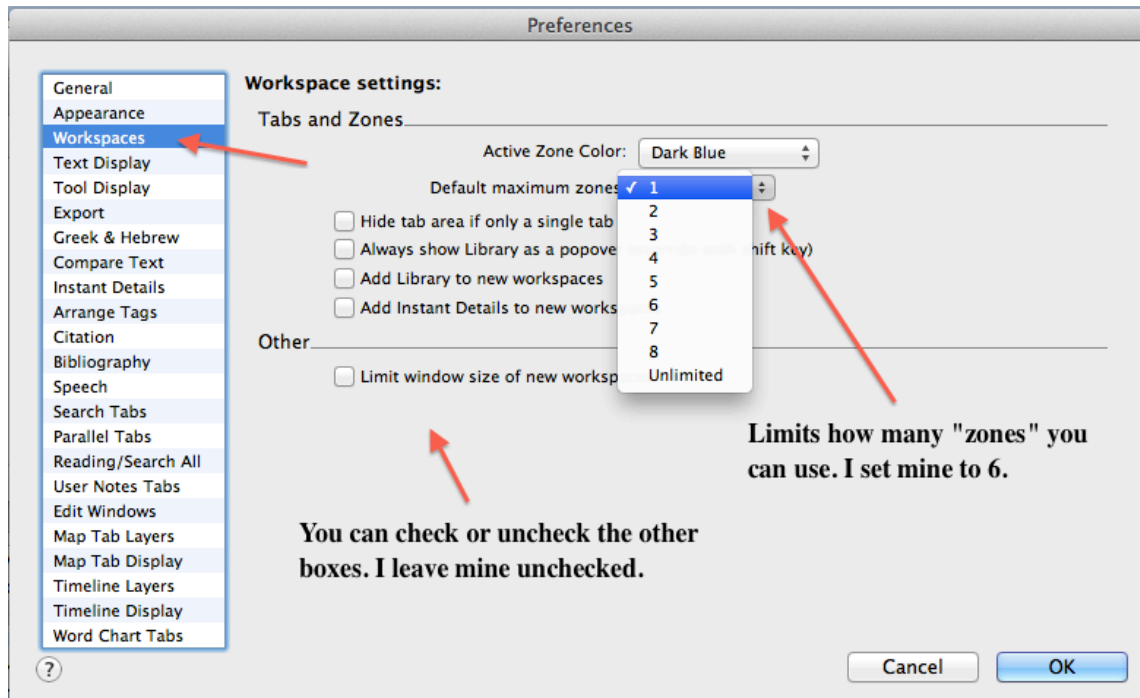 Preferences
General
Appearance
Workspaces
Text Display
Tool Display
Export
Greek & Hebrew
Compare Text
Instant Details
Arrange Tags
Citation
Bibliography
Speech
Search Tabs
Parallel Tabs
Reading/Search All
User Notes Tabs
Edit Windows
Map Tab Layers
Map Tab Display
Timeline Layers
Timeline Display
Word Chart Tabs
Workspace settings:
Tabs and Zones
Active Zone Color: Dark Blue
Default maximum zones ✓ 1
2
3
4
5
6
7
8
Unlimited
Hide tab area if only a single tab
Always show Library as a popove hift key)
Add Library to new workspaces
Add Instant Details to new works
Other
Limit window size of new worksp
Limits how many "zones" you
can use. I set mine to 6.
You can check or uncheck the other
boxes. I leave mine unchecked.
?
Cancel
OK